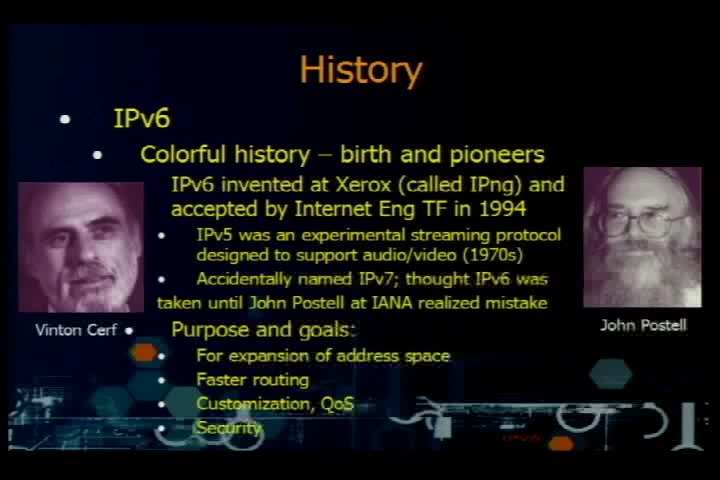 History
IPv6
Colorful history – birth and pioneers
IPv6 invented at Xerox (called IPng) and
accepted by Internet Eng TF in 1994
IPv5 was an experimental streaming protocol
designed to support audio/video (1970s)
Accidentally named IPv7; thought IPv6 was
taken until John Postell at IANA realized mistake
Vinton Cerf
John Postell
Purpose and goals:
For expansion of address space
Faster routing
Customization, QoS
Security